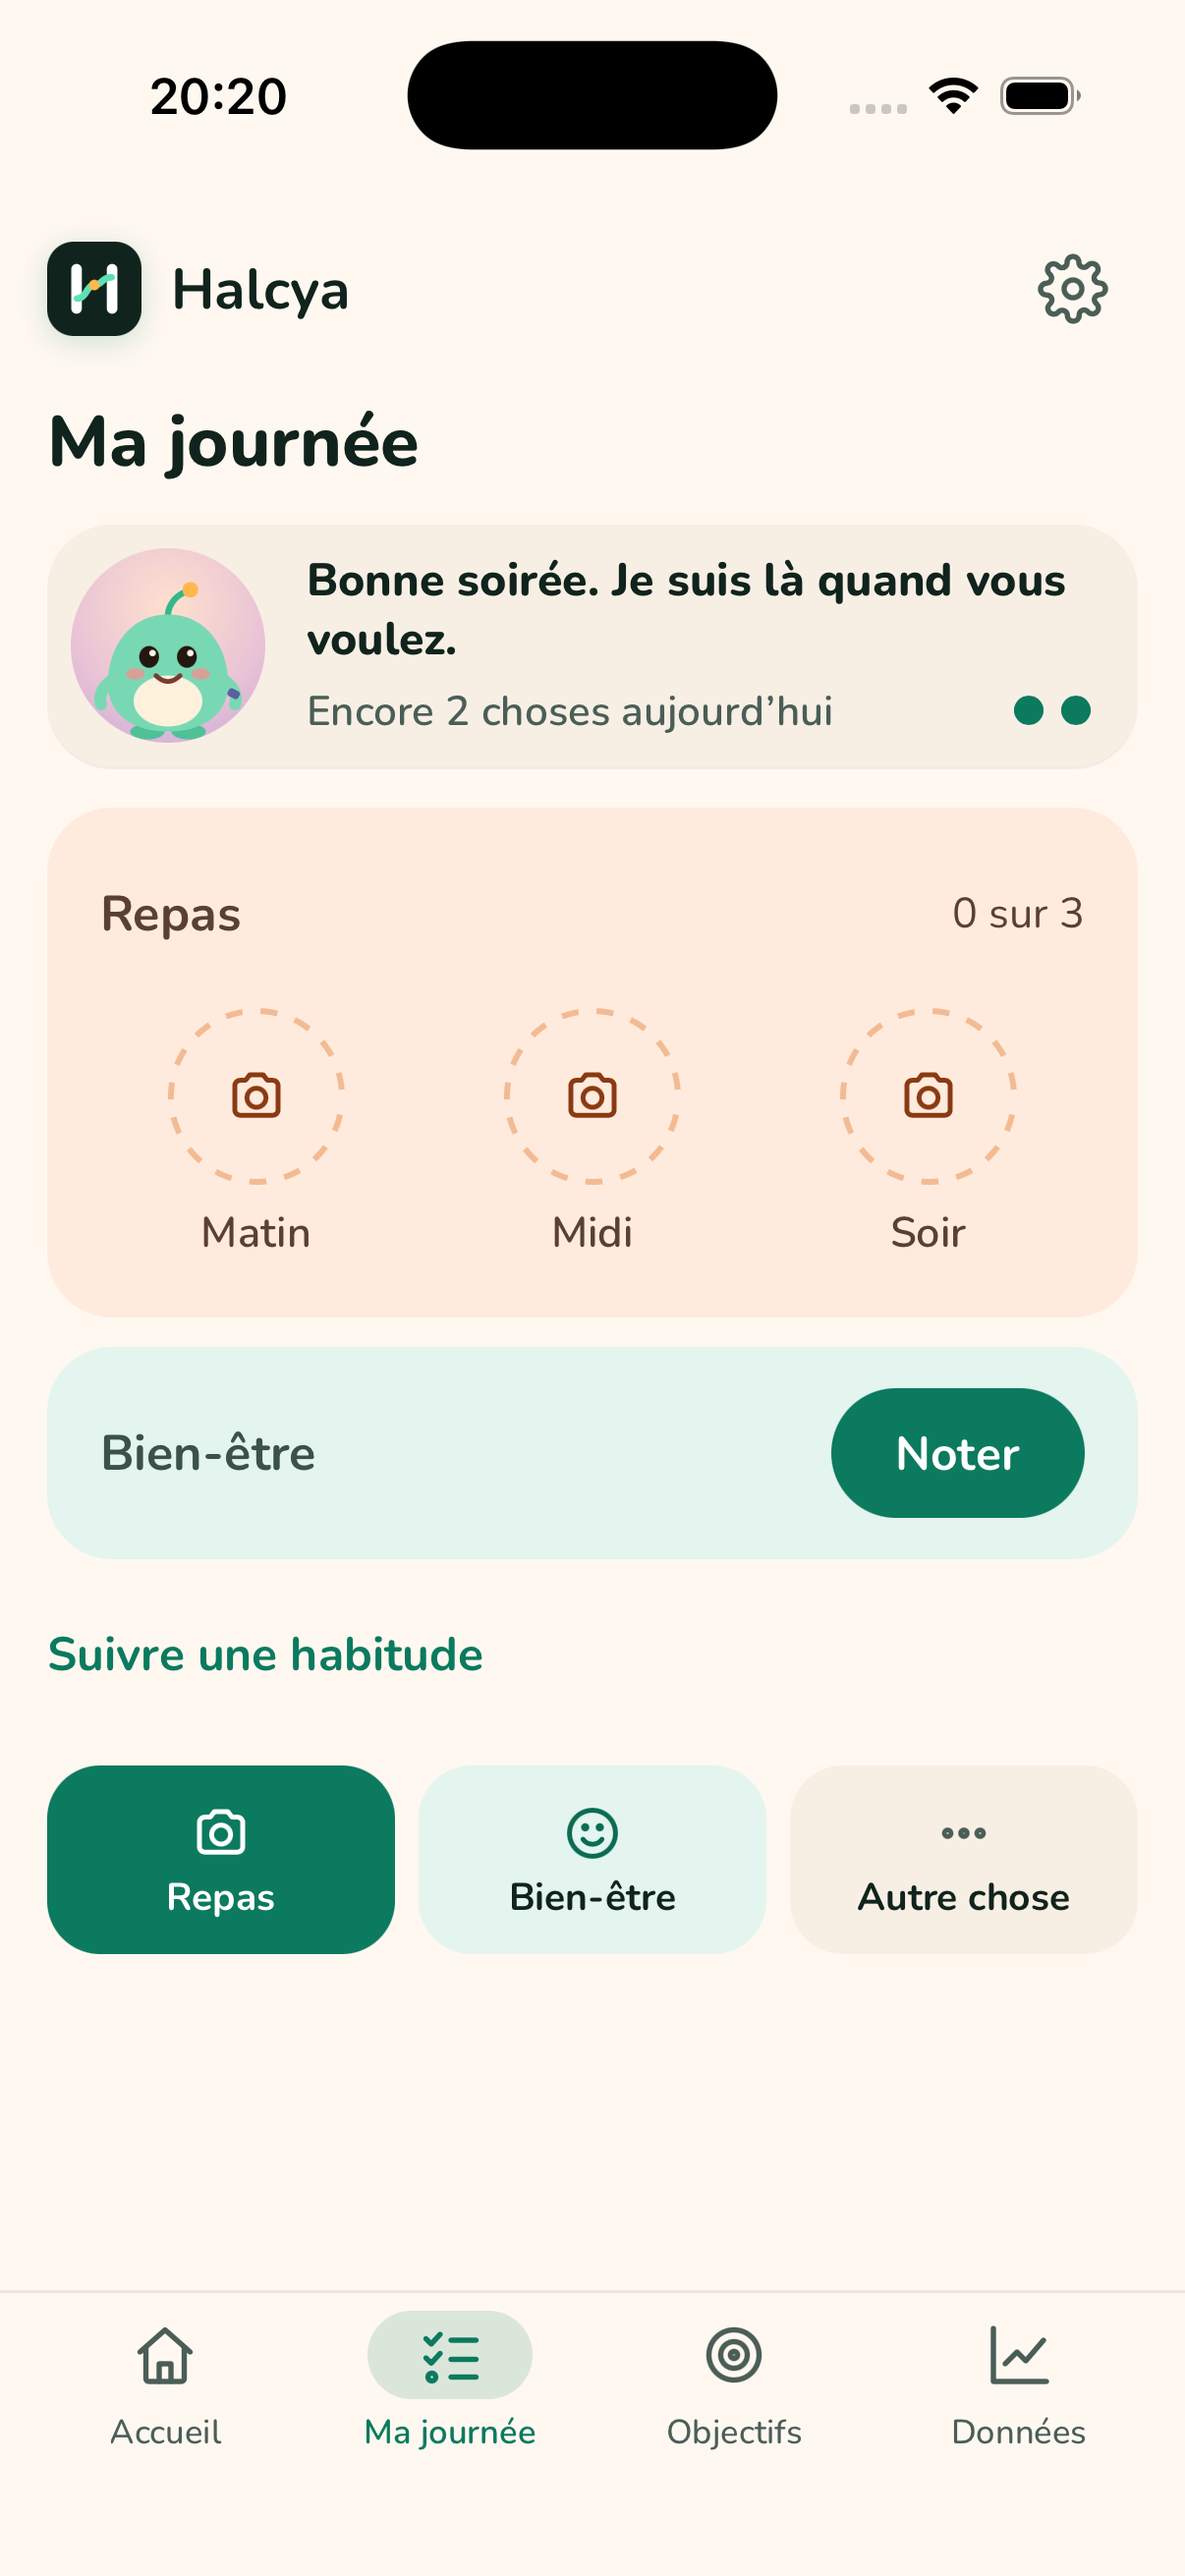 20:20
Halcya
Ma journée
Bonne soirée. Je suis là quand vous
voulez.
Encore 2 choses aujourd’hui
Repas
0 sur 3
Matin
Midi
Soir
Bien-être
Noter
Suivre une habitude
Repas
Bien-être
Autre chose
Accueil
Ma journée
Objectifs
Données